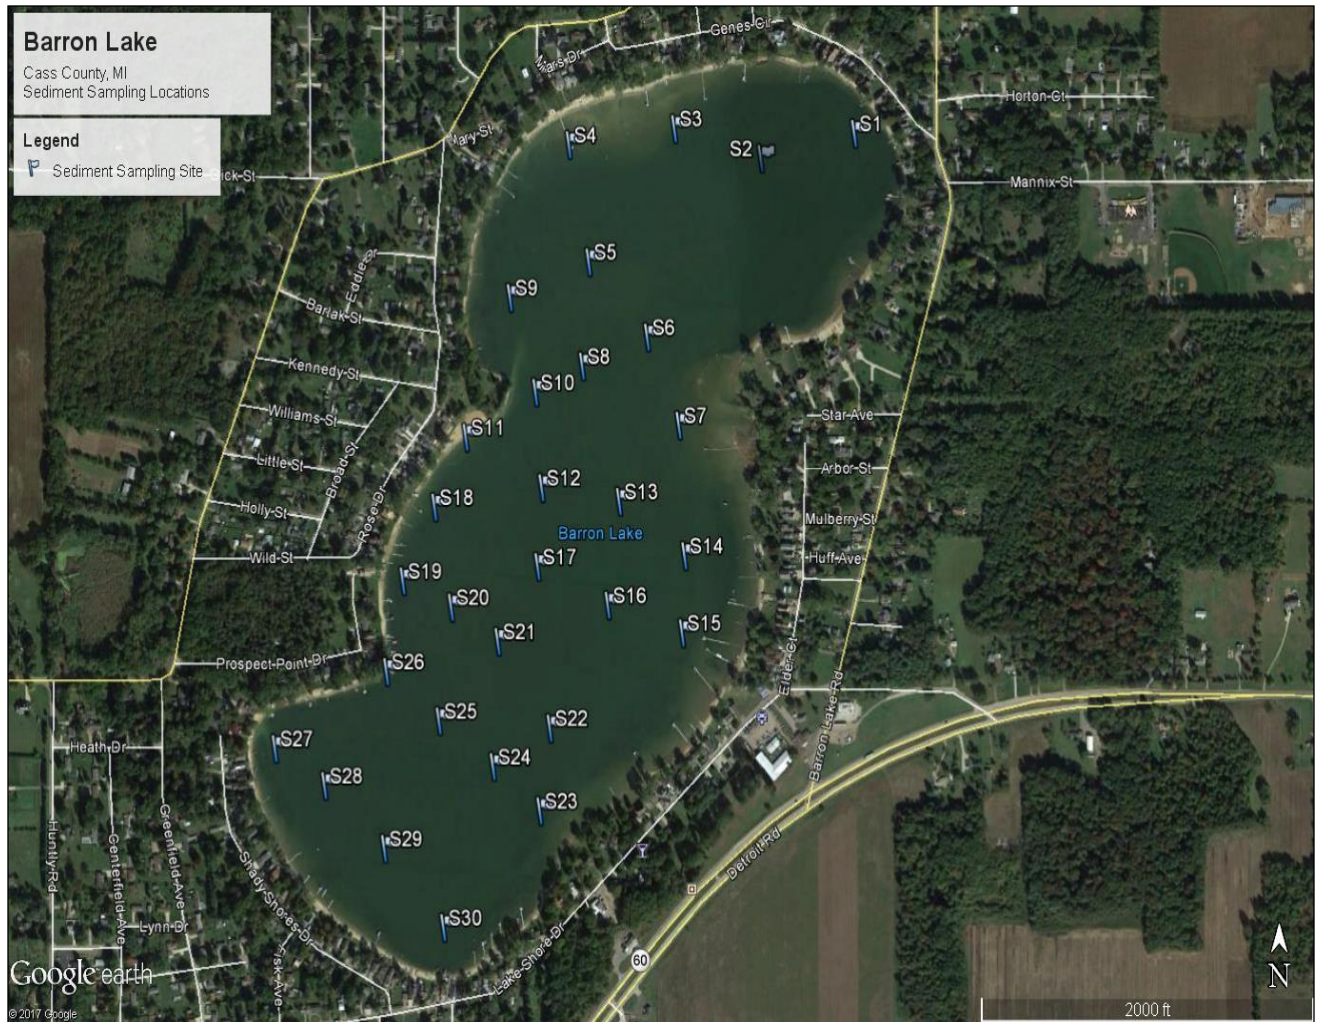 Barron Lake
Cass County, MI
Sediment Sampling Locations
Legend
Sediment Sampling Site
Genes Cir
Mars Dr
Mary St
Horton Ct
Mannix St
S1
S2
S3
S4
S5
S9
S6
S8
S10
S7
S11
S12
S13
S18
Barron Lake
S14
S17
S19
S20
S16
S15
S21
S26
S25
S22
S27
S24
S28
S23
S29
S30
Eddie
Barlak St
Kennedy St
Williams St
Little St
Broad St
Holly St
Rose Dr
Wild St
Star Ave
Arbor St
Mulberry St
Huff Ave
Prospect Point Dr
Elder Ct
Barron Lake Rd
Heath Dr
Huntly Rd
Centerfield Ave
Greenfield Ave
Shady Shores Dr
Lynn Dr
Fisk Ave
Lake Shore Dr
Detroit Rd
60
N
Google earth
© 2017 Google
2000 ft